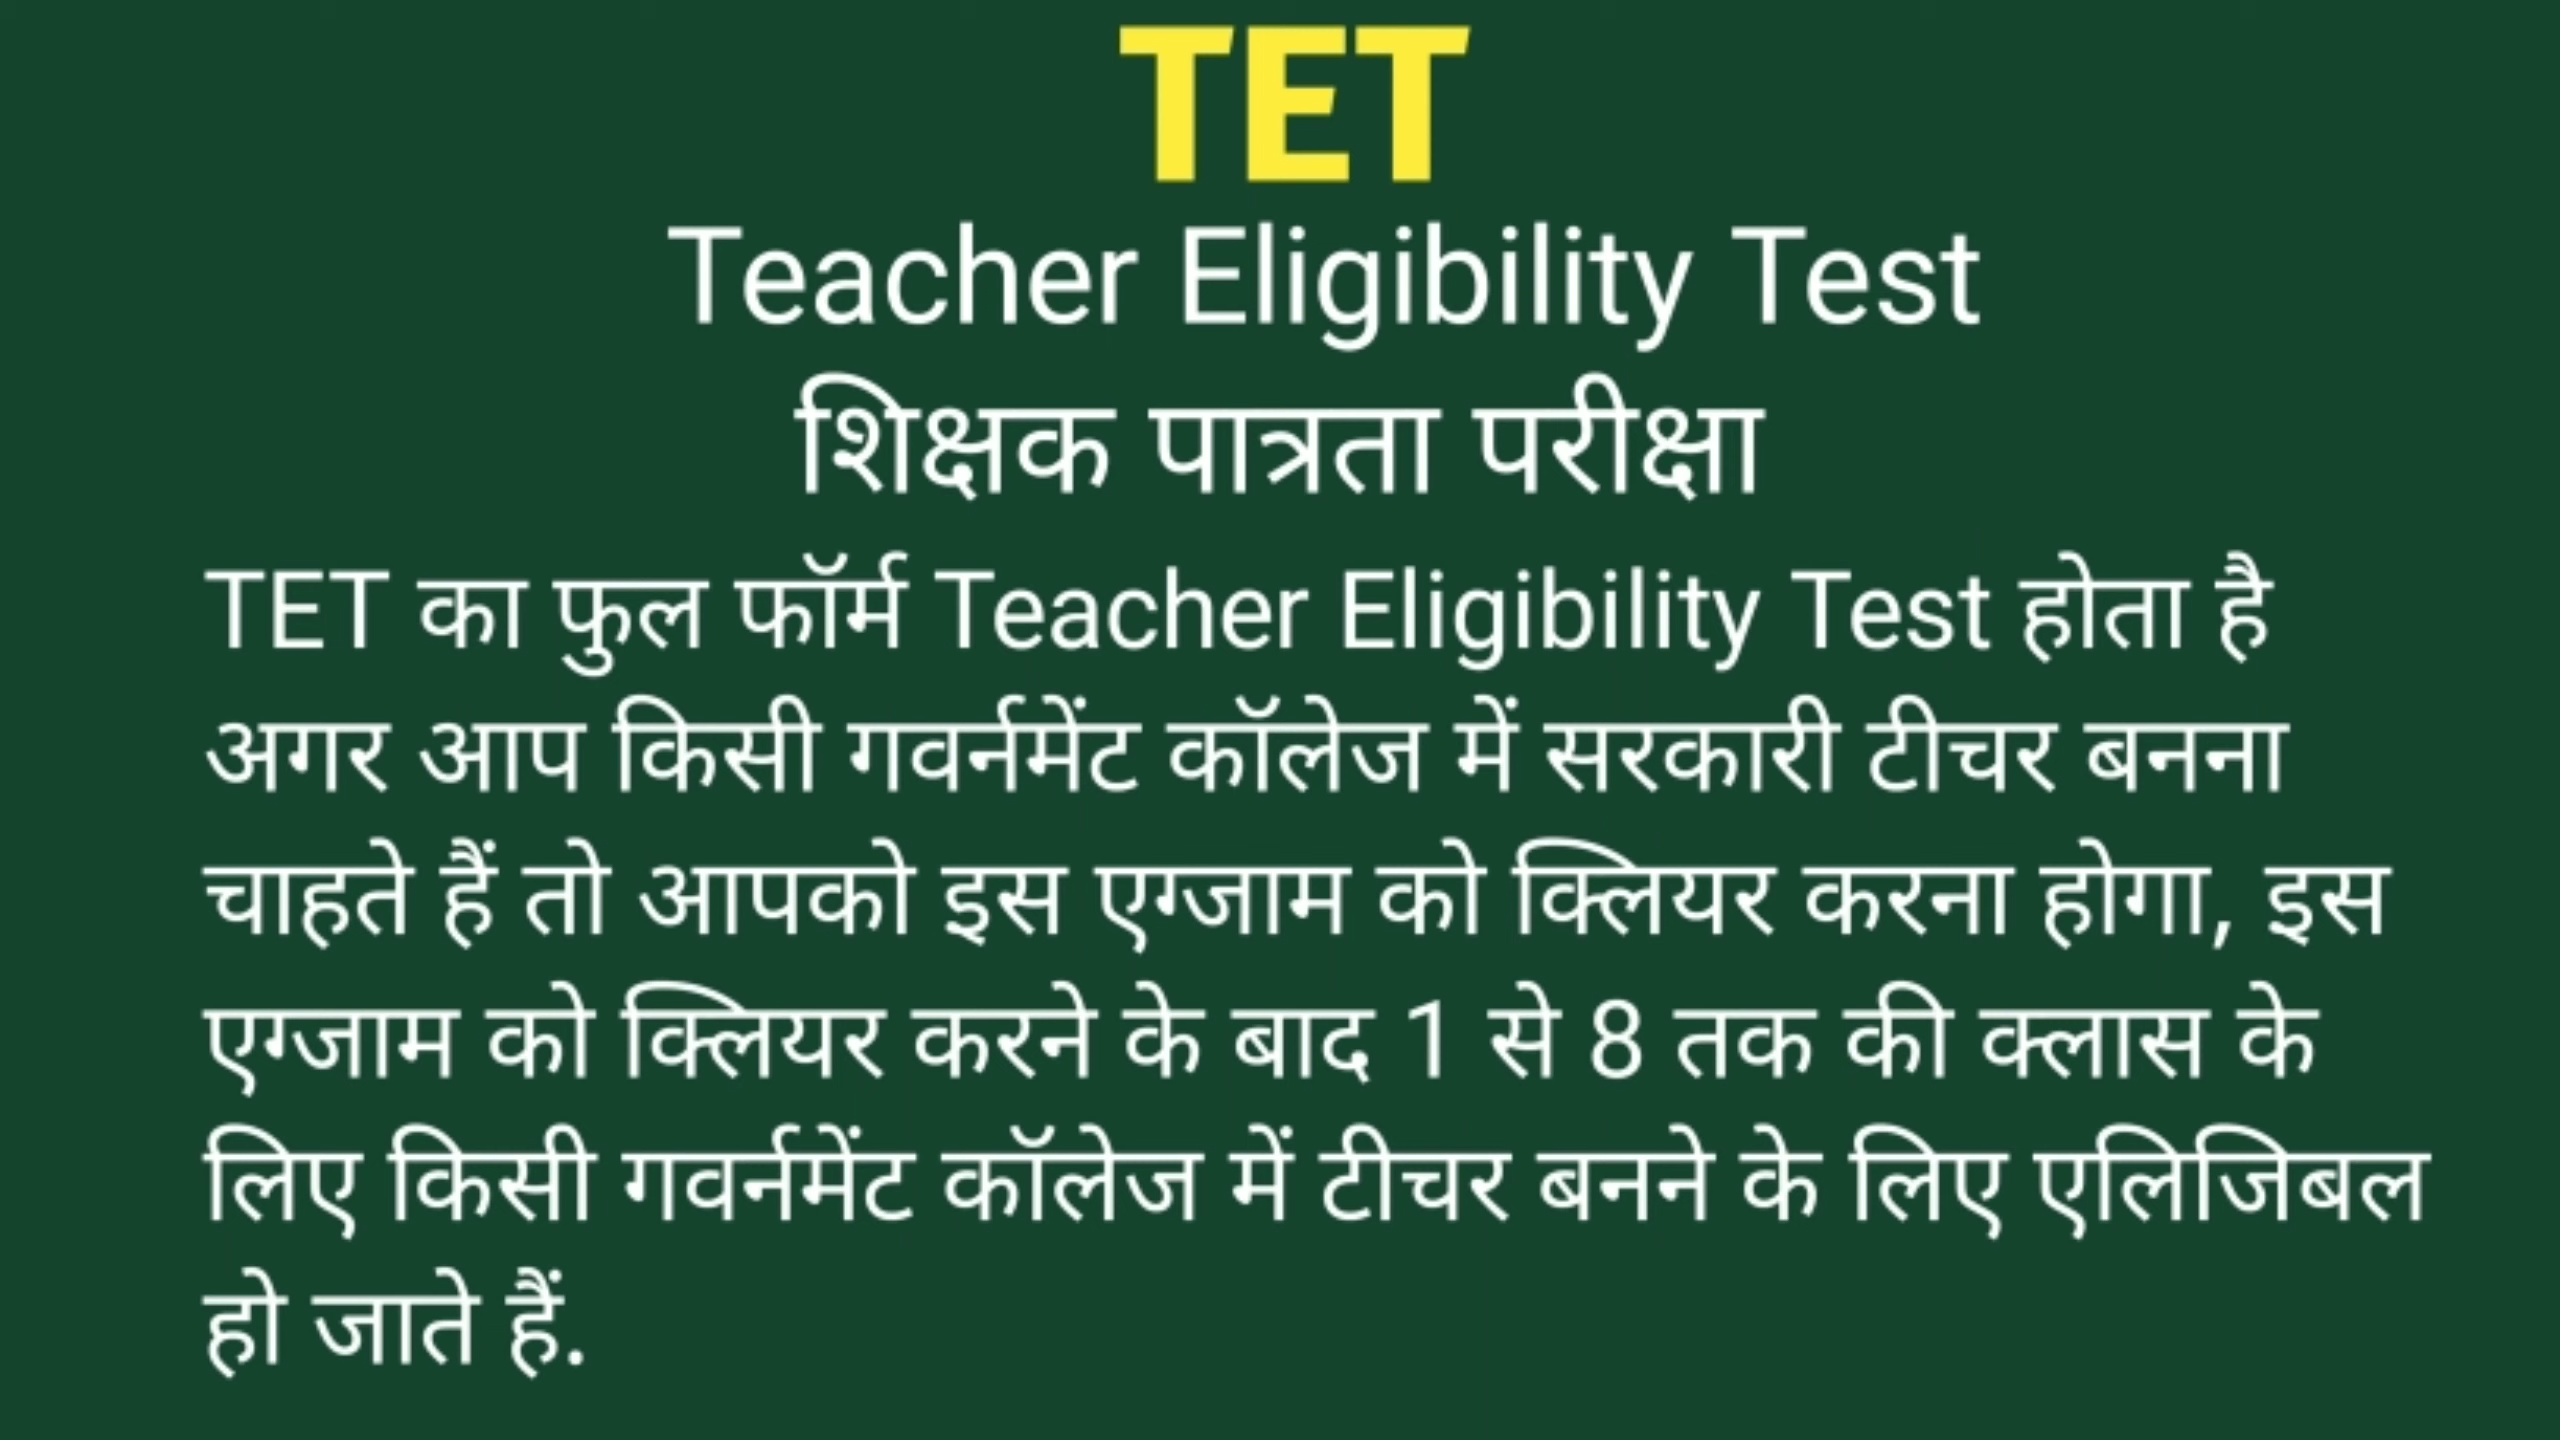 TET
Teacher Eligibility Test
शिक्षक पात्रता परीक्षा
TET का फुल फॉर्म Teacher Eligibility Test होता है
अगर आप किसी गवर्नमेंट कॉलेज में सरकारी टीचर बनना
चाहते हैं तो आपको इस एग्जाम को क्लियर करना होगा, इस
एग्जाम को क्लियर करने के बाद 1 से 8 तक की क्लास के
लिए किसी गवर्नमेंट कॉलेज में टीचर बनने के लिए एलिजिबल
हो जाते हैं.